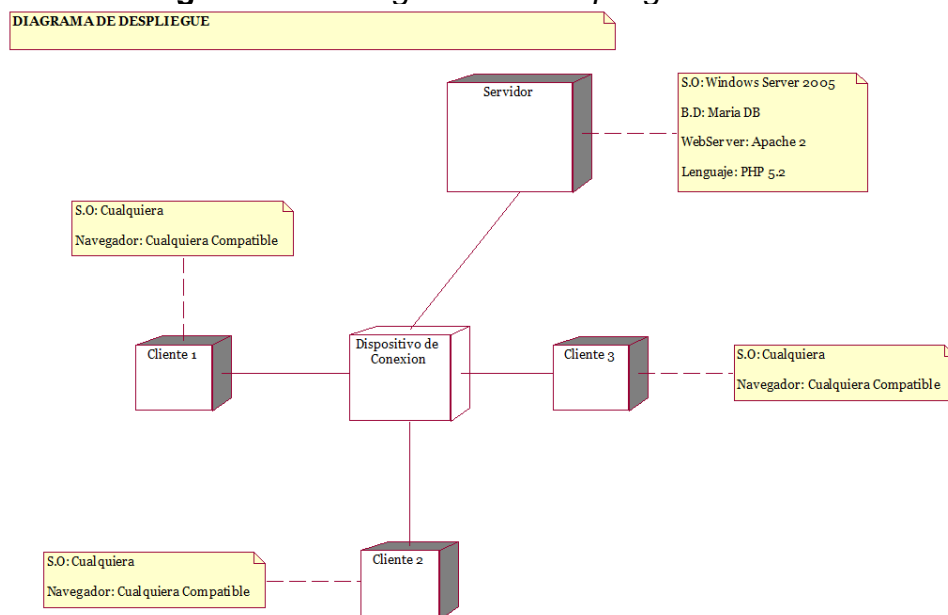 DIAGRAMA DE DESPLIEGUE
Servidor
S.O: Windows Server 2005
B.D: Maria DB
WebServer: Apache 2
Lenguaje: PHP 5.2
S.O: Cualquiera
Navegador: Cualquiera Compatible
Cliente 1
Dispositivo de
Conexion
Cliente 3
S.O: Cualquiera
Navegador: Cualquiera Compatible
S.O: Cualquiera
Navegador: Cualquiera Compatible
Cliente 2